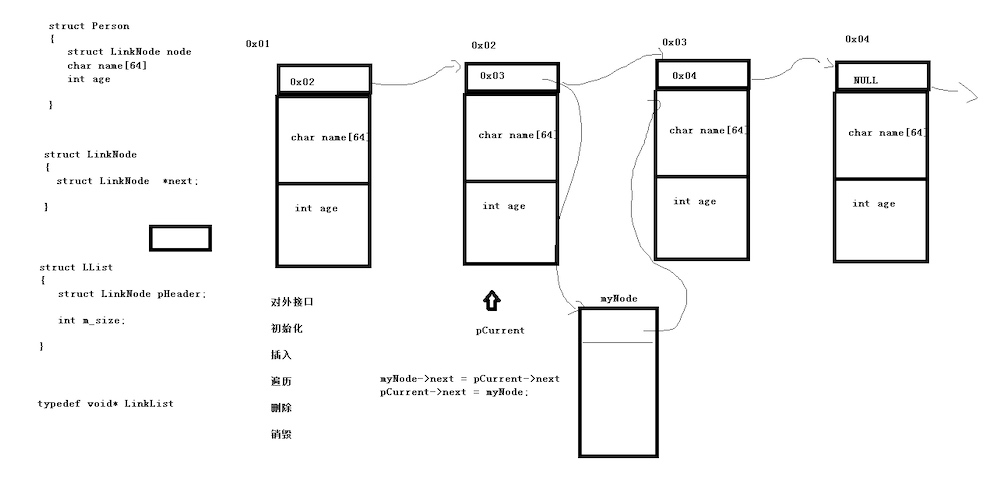 struct Person
{
struct LinkNode node
char name[64]
int age
}
struct LinkNode
{
struct LinkNode *next;
}
struct LList
{
struct LinkNode pHeader;
int m_size;
}
typedef void* LinkList
0x01
0x02
char name[64]
int age
0x02
0x03
char name[64]
int age
0x03
0x04
char name[64]
int age
0x04
NULL
char name[64]
int age
对外接口
初始化
插入
遍历
删除
销毁
pCurrent
myNode->next = pCurrent->next
pCurrent->next = myNode;
myNode